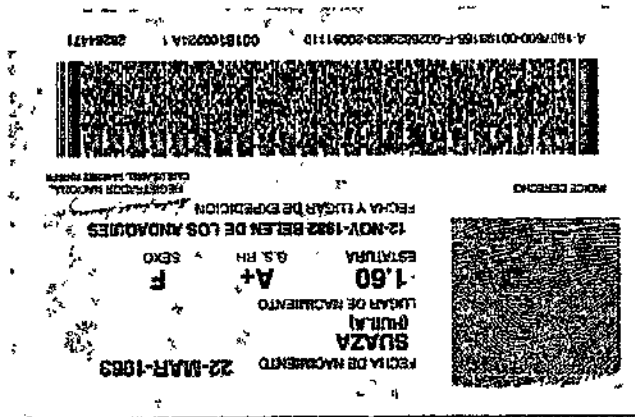 FECHA DE NACIMIENTO 22-MAR-1963
SUAZA
(HUILA)
LUGAR DE NACIMIENTO
1.60 A+ F
ESTATURA G.S. RH SEXO
12-NOV-1982 BELEN DE LOS ANDAQUIES
FECHA Y LUGAR DE EXPEDICION
INDICE DERECHO
REGISTRADOR NACIONAL